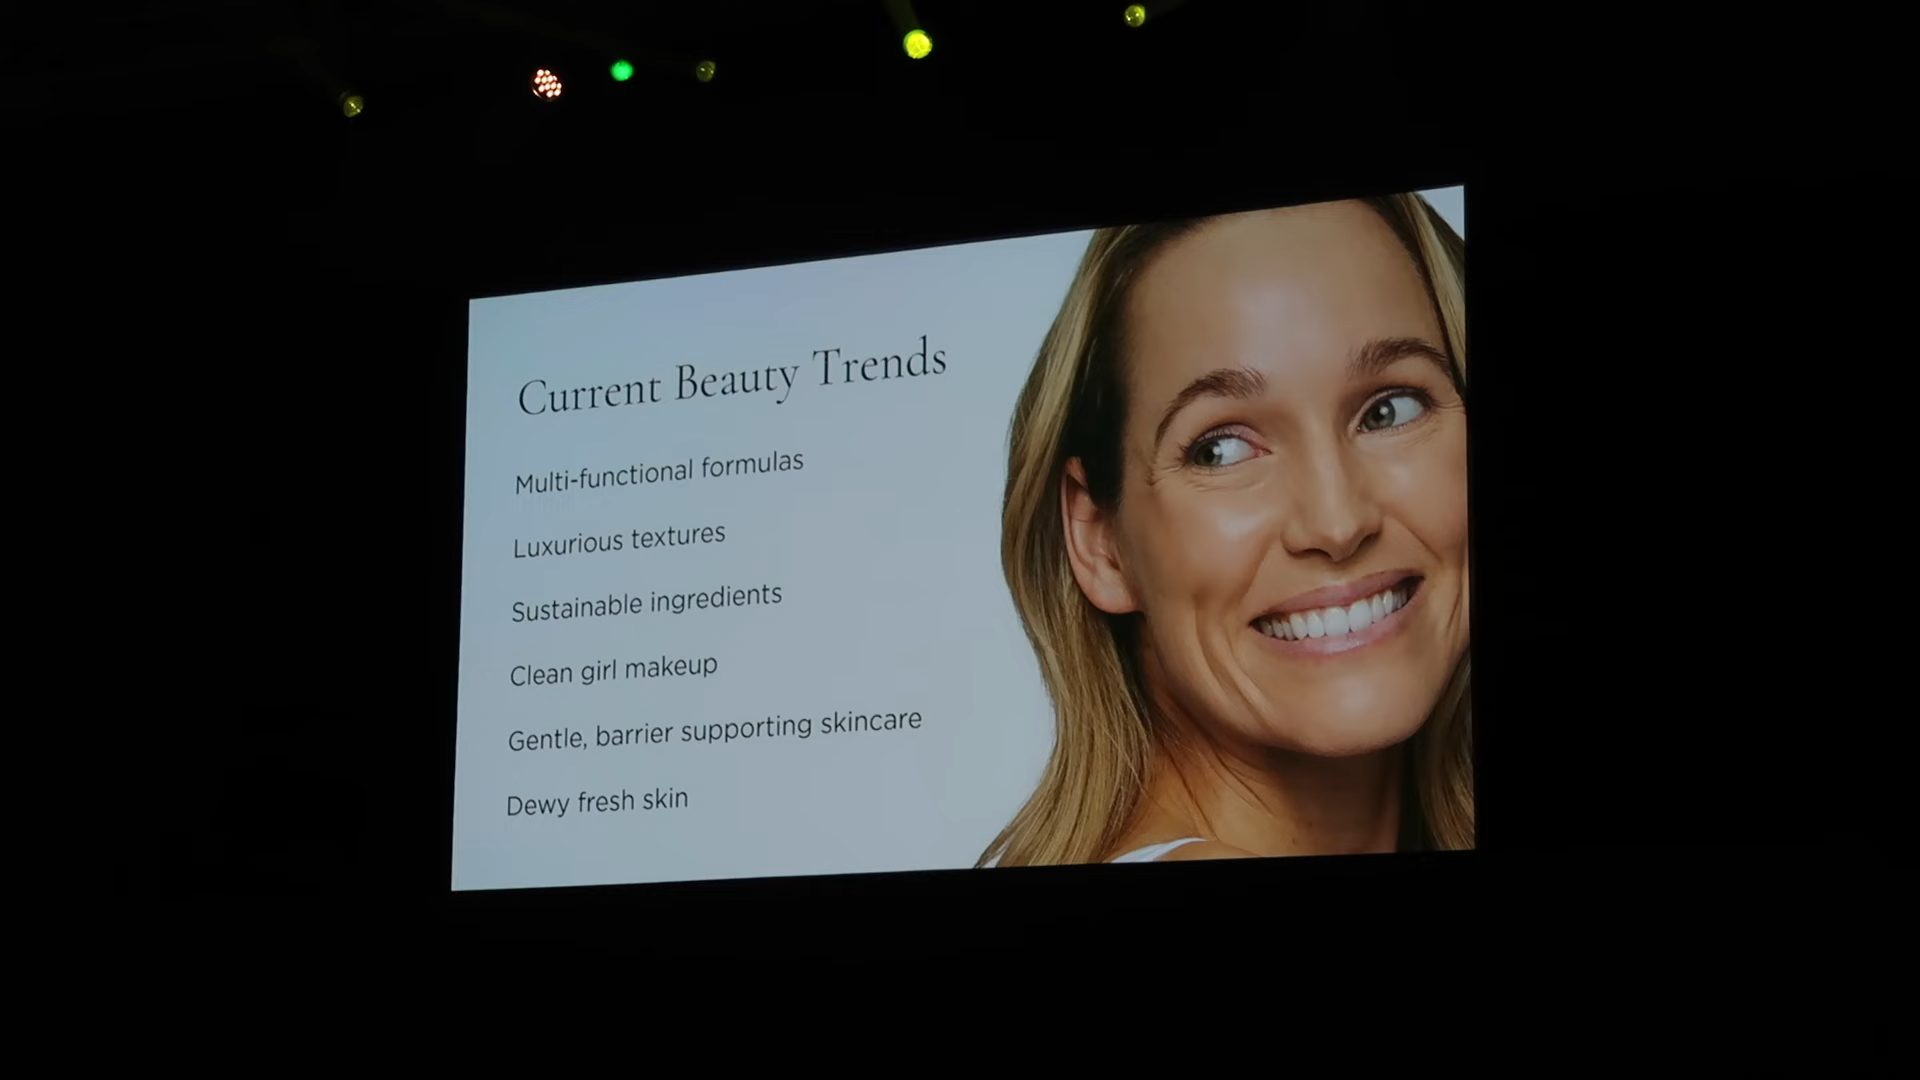 Current Beauty Trends
Multi-functional formulas
Luxurious textures
Sustainable ingredients
Clean girl makeup
Gentle, barrier supporting skincare
Dewy fresh skin